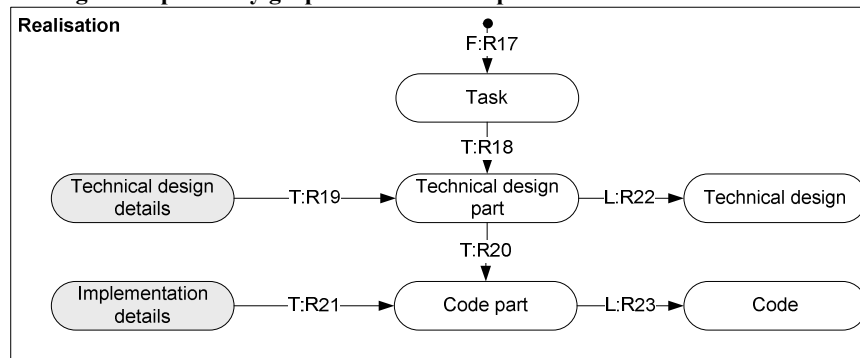 Realisation
F:R17
Task
T:R18
Technical design
details
T:R19
Technical design
part
L:R22
Technical design
T:R20
Implementation
details
T:R21
Code part
L:R23
Code